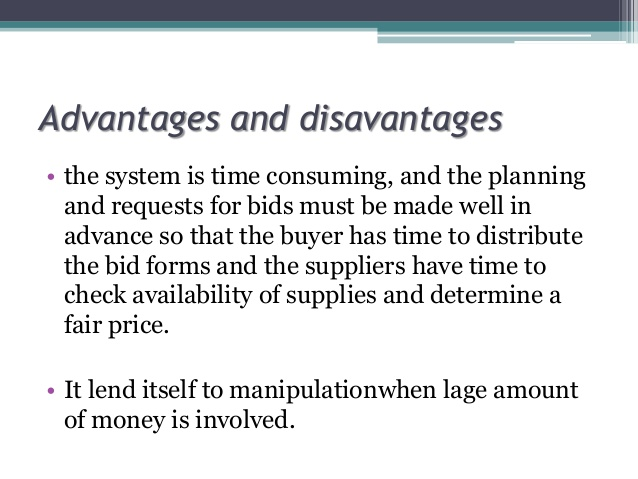 Advantages and disavantages
• the system is time consuming, and the planning
and requests for bids must be made well in
advance so that the buyer has time to distribute
the bid forms and the suppliers have time to
check availability of supplies and determine a
fair price.
• It lend itself to manipulationwhen lage amount
of money is involved.